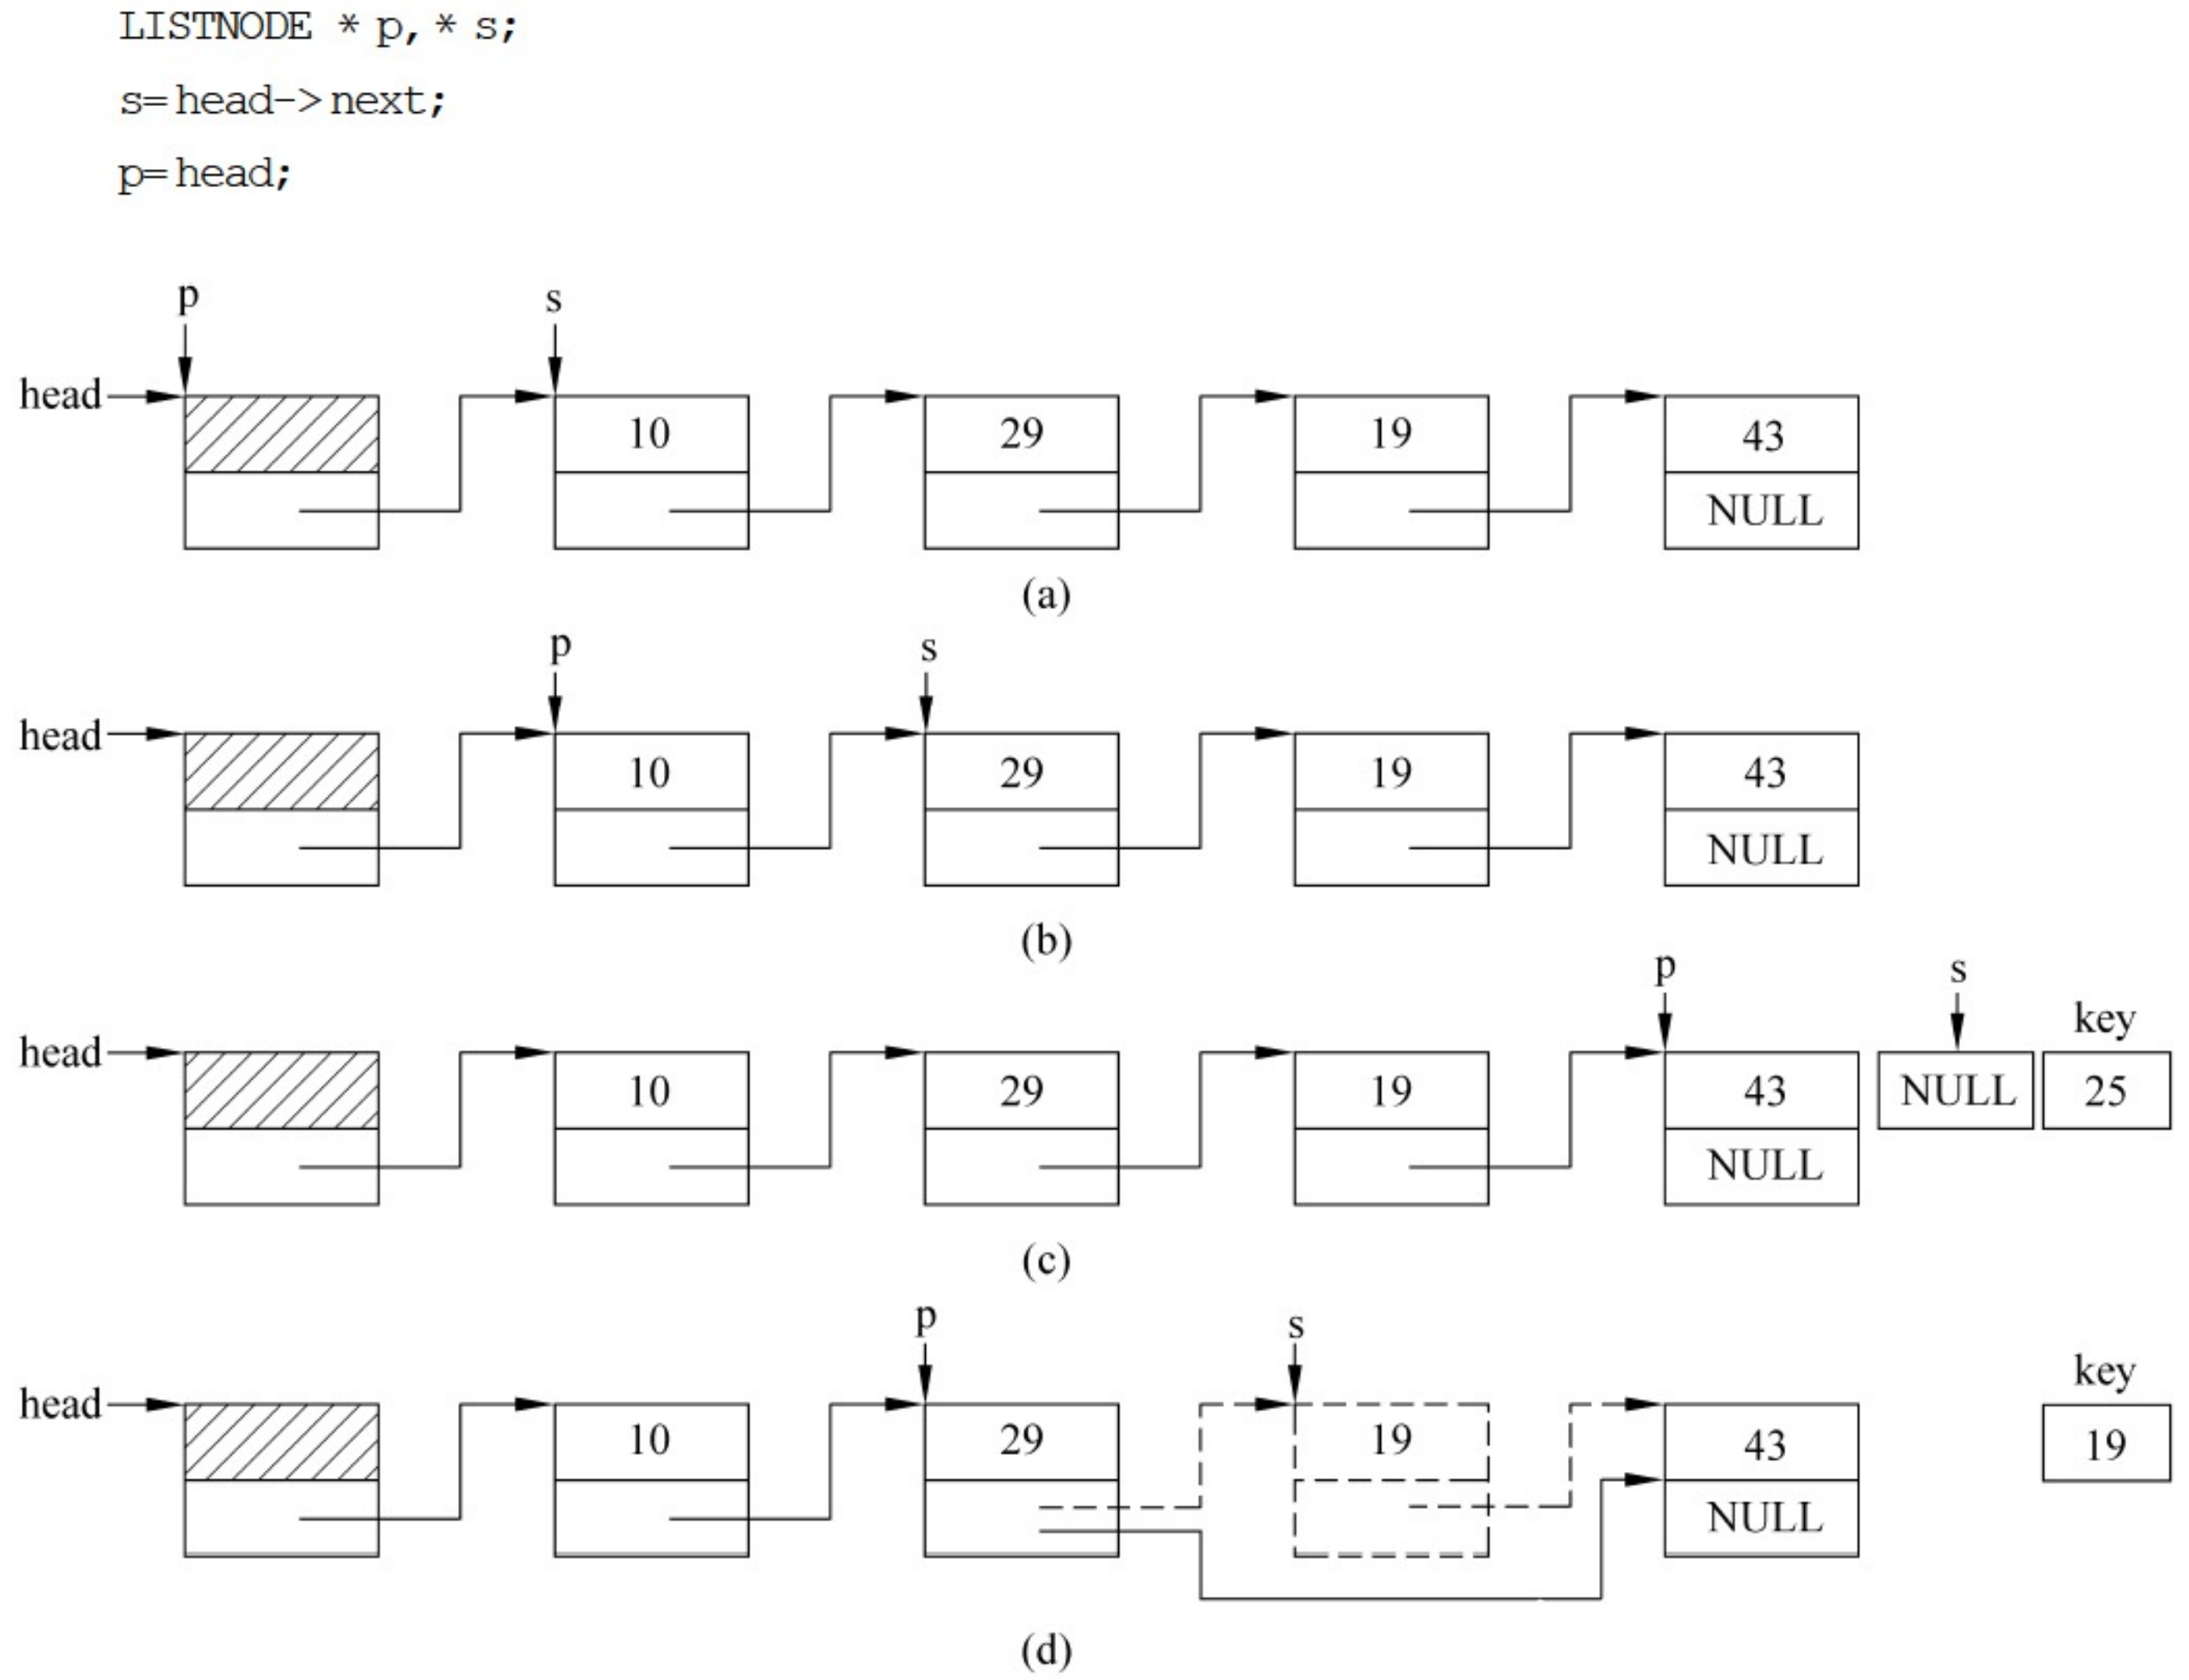 LISTNODE * p, * s;
s=head->next;
p=head;
p s
head 10 29 19 43
NULL
(a)
p s
head 10 29 19 43
NULL
(b)
p s key
head 10 29 19 43 NULL 25
NULL
(c)
p s key
head 10 29 19 43 19
NULL
(d)